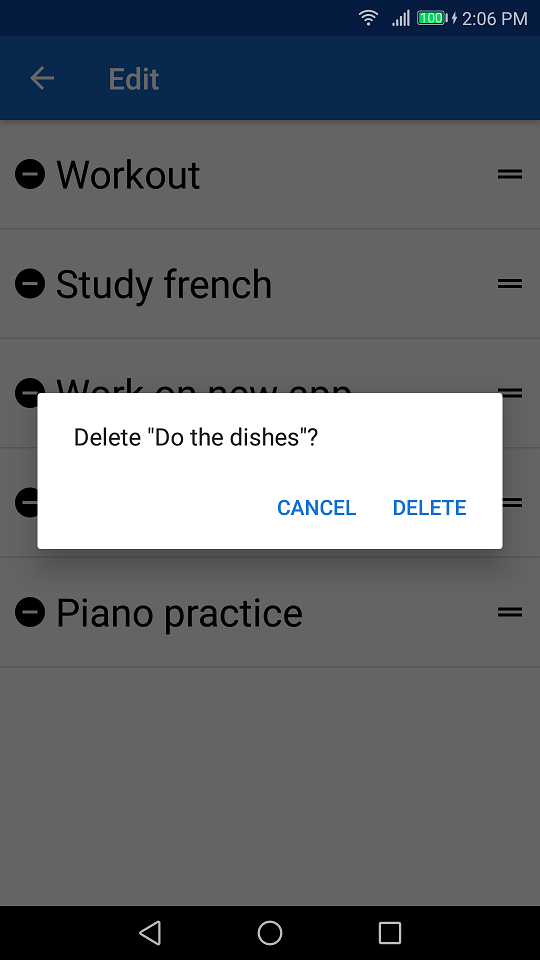 100 2:06 PM
Edit
Workout
Study french
Work on new app
Delete "Do the dishes"?
CANCEL DELETE
Piano practice